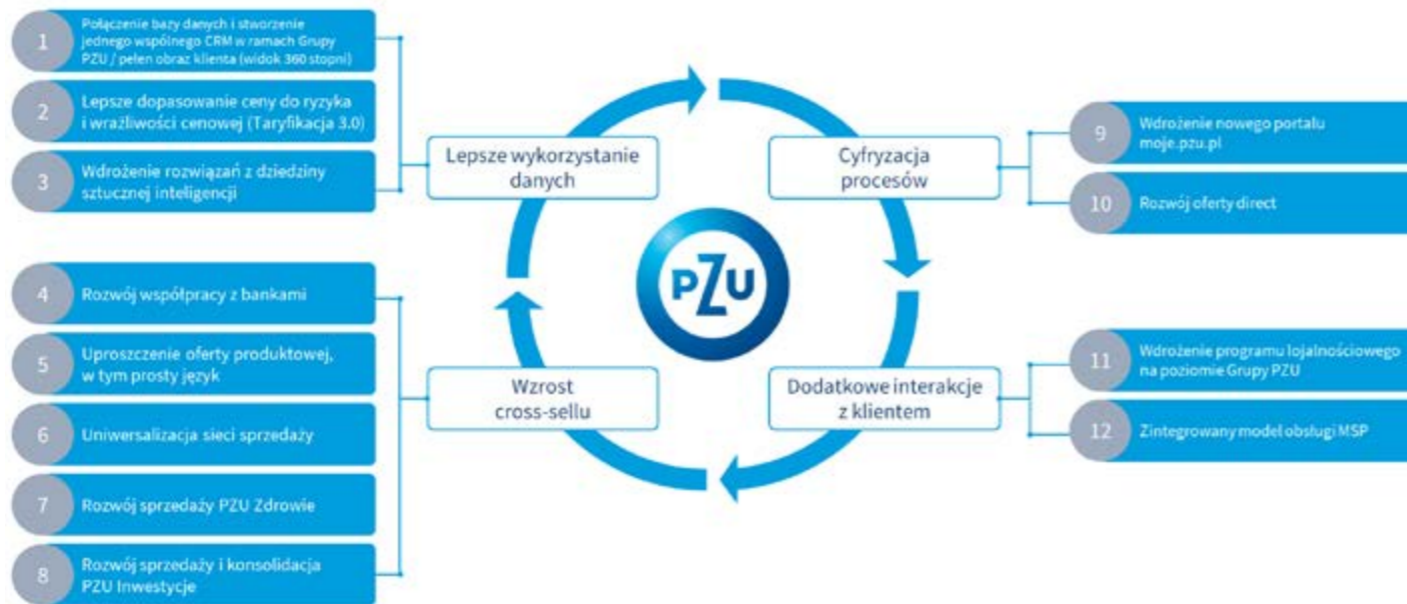 1
Połączenie bazy danych i stworzenie
jednego wspólnego CRM w ramach Grupy
PZU / pełen obraz klienta (widok 360 stopni)
2
Lepsze dopasowanie ceny do ryzyka
i wrażliwości cenowej (Taryfikacja 3.0)
3
Wdrożenie rozwiązań z dziedziny
sztucznej inteligencji
Lepsze wykorzystanie
danych
4
Rozwój współpracy z bankami
5
Uproszczenie oferty produktowej,
w tym prosty język
6
Uniwersalizacja sieci sprzedaży
7
Rozwój sprzedaży PZU Zdrowie
8
Rozwój sprzedaży i konsolidacja
PZU Inwestycje
Wzrost
cross-sellu
PZU
Cyfryzacja
procesów
9
Wdrożenie nowego portalu
moje.pzu.pl
10
Rozwój oferty direct
Dodatkowe interakcje
z klientem
11
Wdrożenie programu lojalnościowego
na poziomie Grupy PZU
12
Zintegrowany model obsługi MSP